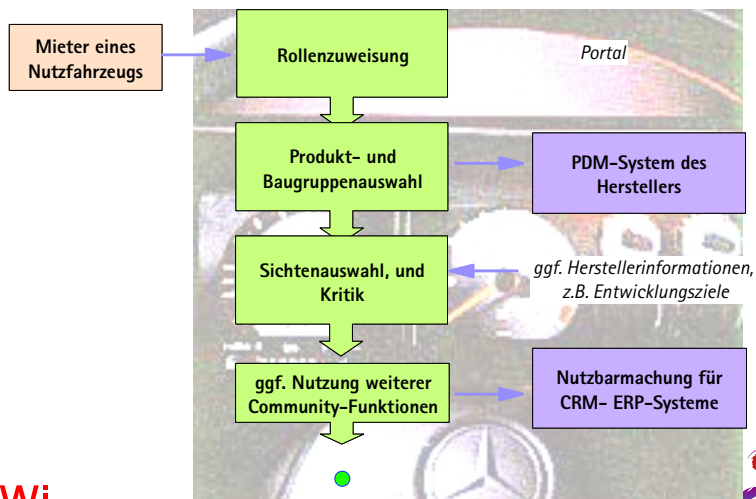 Mieter eines
Nutzfahrzeugs
Rollenzuweisung
Portal
Produkt- und
Baugruppenauswahl
PDM-System des
Herstellers
Sichtenauswahl, und
Kritik
ggf. Herstellerinformationen,
z.B. Entwicklungsziele
ggf. Nutzung weiterer
Community-Funktionen
Nutzbarmachung für
CRM- ERP-Systeme
Wi